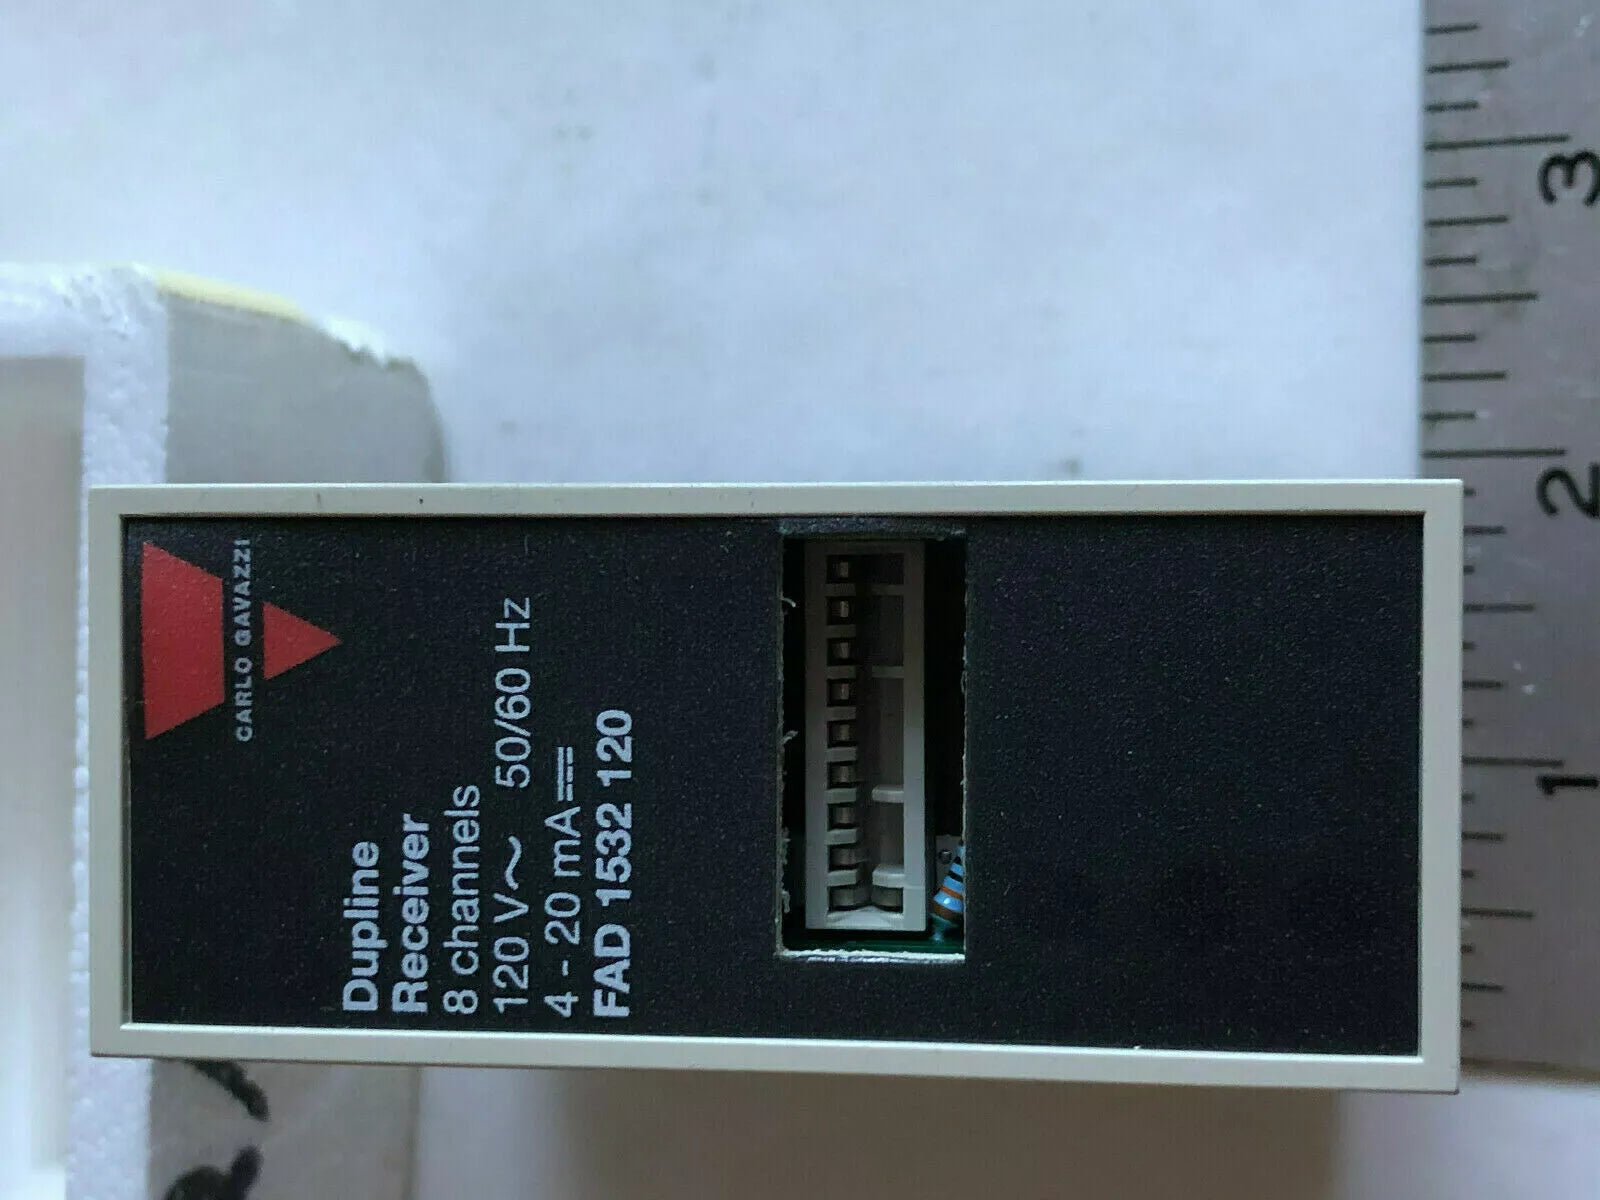 CARLO GAVAZZI
Dupline
Receiver
8 channels
120 V~ 50/60 Hz
4 - 20 mA⎓
FAD 1532 120
3
2
1